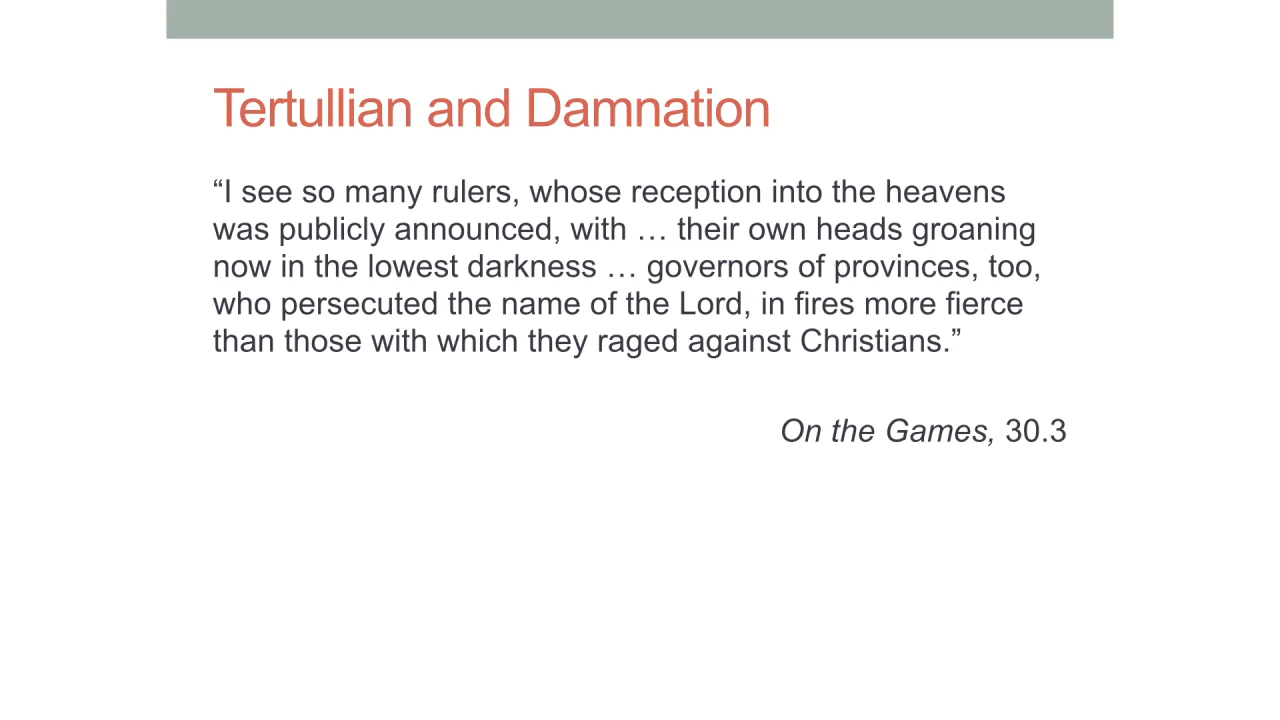 Tertullian and Damnation
“I see so many rulers, whose reception into the heavens
was publicly announced, with … their own heads groaning
now in the lowest darkness … governors of provinces, too,
who persecuted the name of the Lord, in fires more fierce
than those with which they raged against Christians.”
On the Games, 30.3